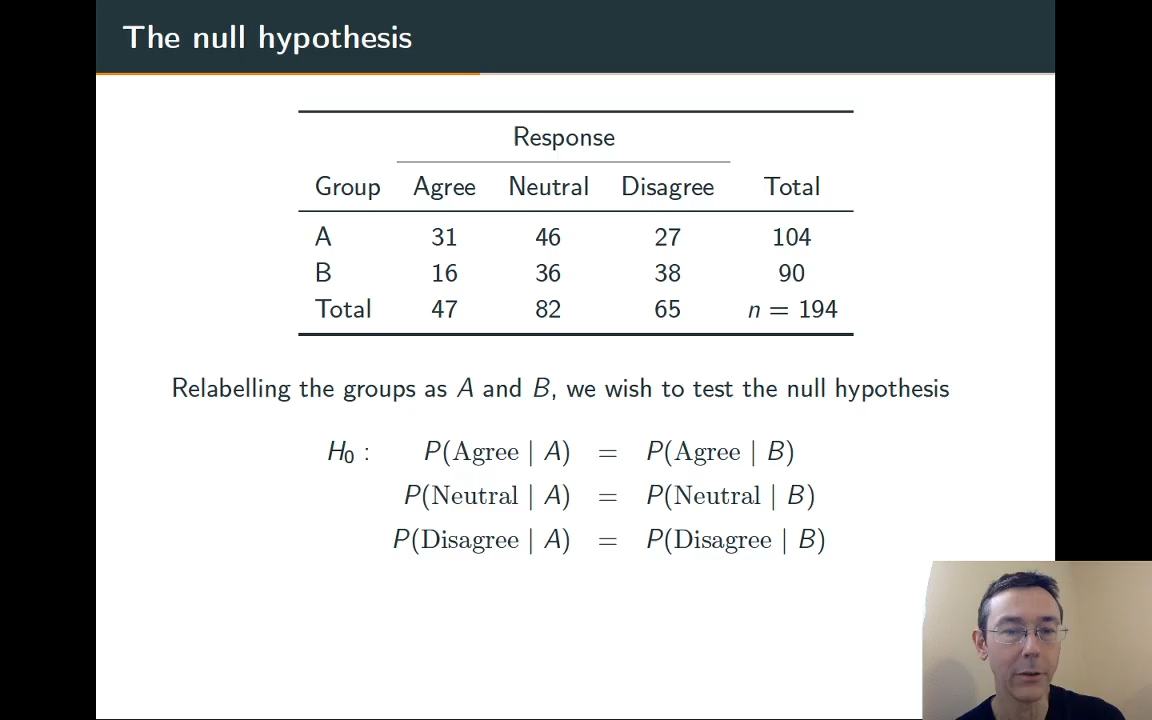 The null hypothesis
Response
Group Agree Neutral Disagree Total
A 31 46 27 104
B 16 36 38 90
Total 47 82 65 n = 194
Relabelling the groups as A and B, we wish to test the null hypothesis
H₀ : P(Agree | A) = P(Agree | B)
P(Neutral | A) = P(Neutral | B)
P(Disagree | A) = P(Disagree | B)